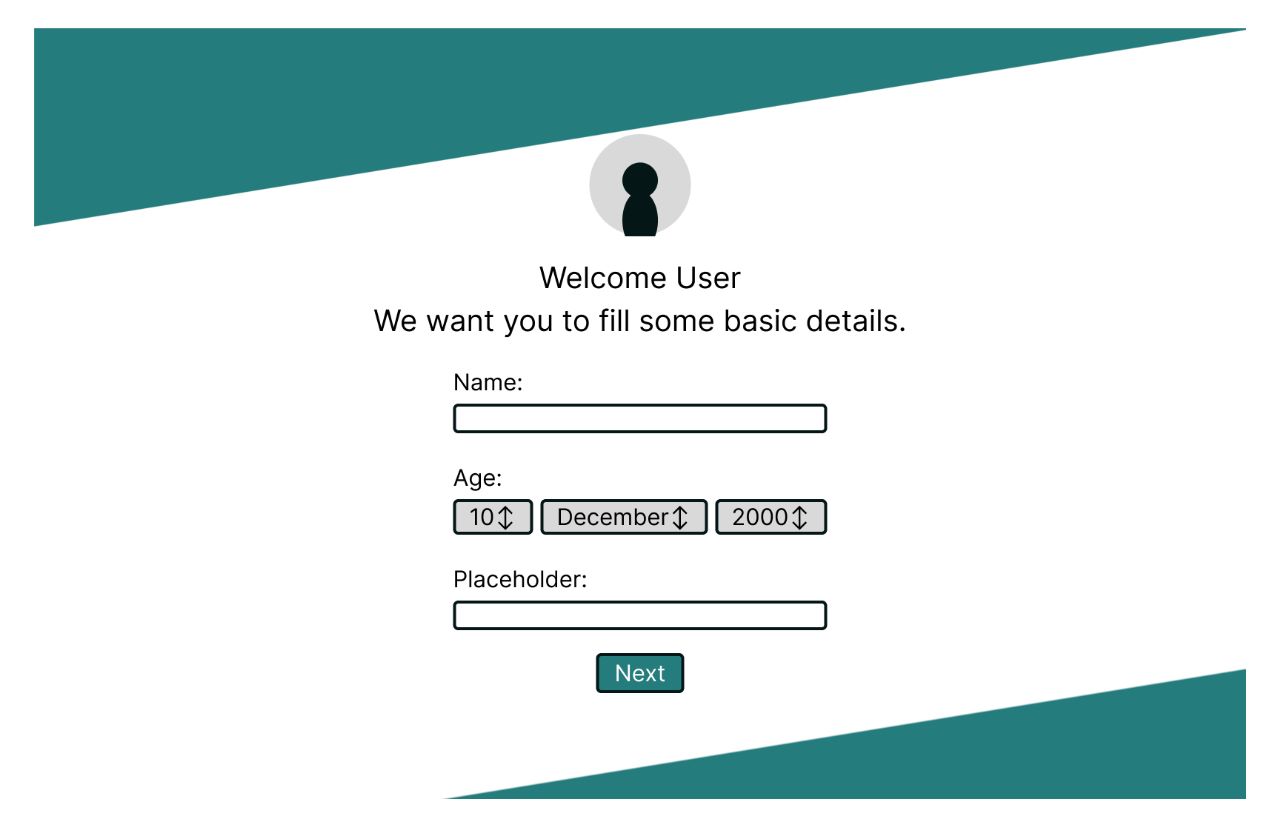 Welcome User
We want you to fill some basic details.
Name:
Age:
10 December 2000
Placeholder:
Next